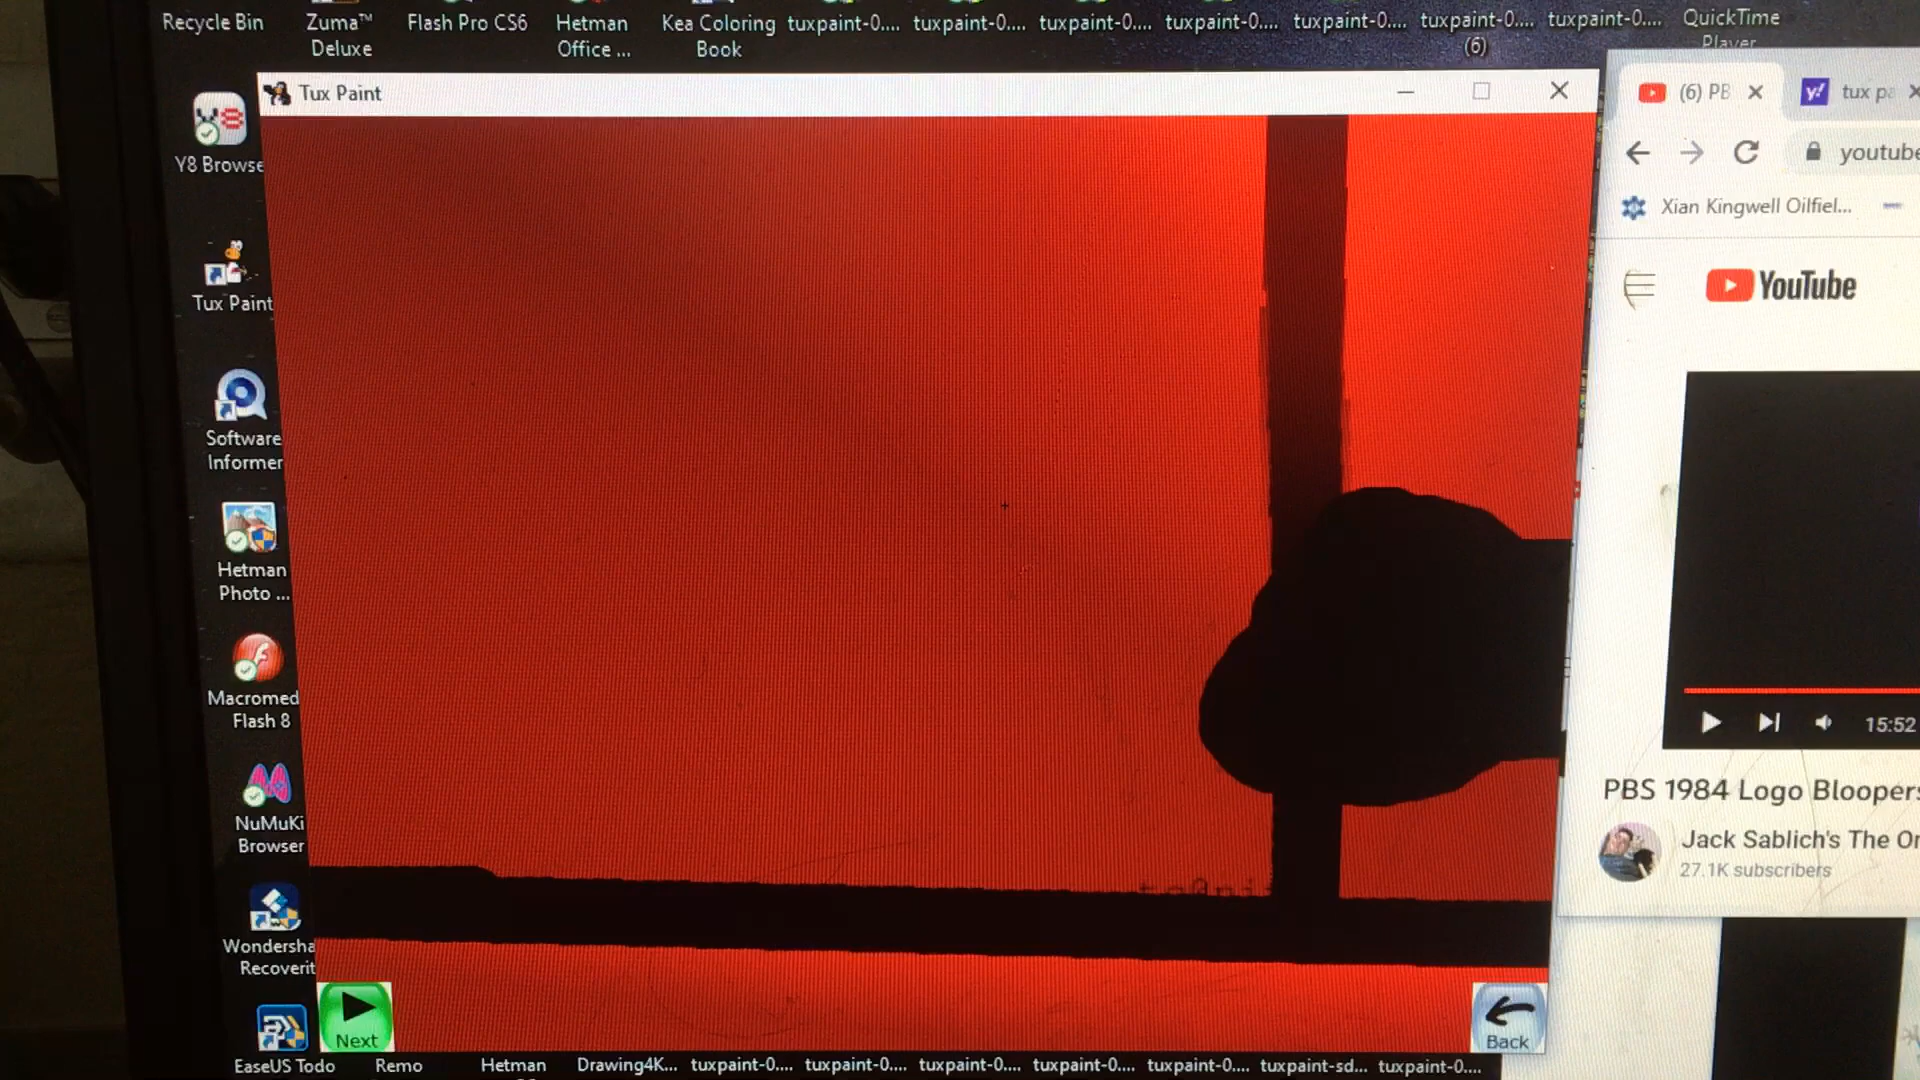 Recycle Bin
Zuma™ Deluxe
Flash Pro CS6
Hetman Office ...
Kea Coloring Book
tuxpaint-0....
tuxpaint-0....
tuxpaint-0....
tuxpaint-0....
tuxpaint-0....
tuxpaint-0.... (6)
tuxpaint-0....
QuickTime Player
Tux Paint
(6) PB
tux pa
youtube
Xian Kingwell Oilfiel...
YouTube
15:52
PBS 1984 Logo Bloopers
Jack Sablich's The Or
27.1K subscribers
Y8 Browse
Tux Paint
Software Informer
Hetman Photo ...
Macromed Flash 8
NuMuKi Browser
Wondersha Recoverit
EaseUS Todo
Next
Back
Remo
Hetman
Drawing4K...
tuxpaint-0....
tuxpaint-0....
tuxpaint-0....
tuxpaint-0....
tuxpaint-0....
tuxpaint-sd...
tuxpaint-0....